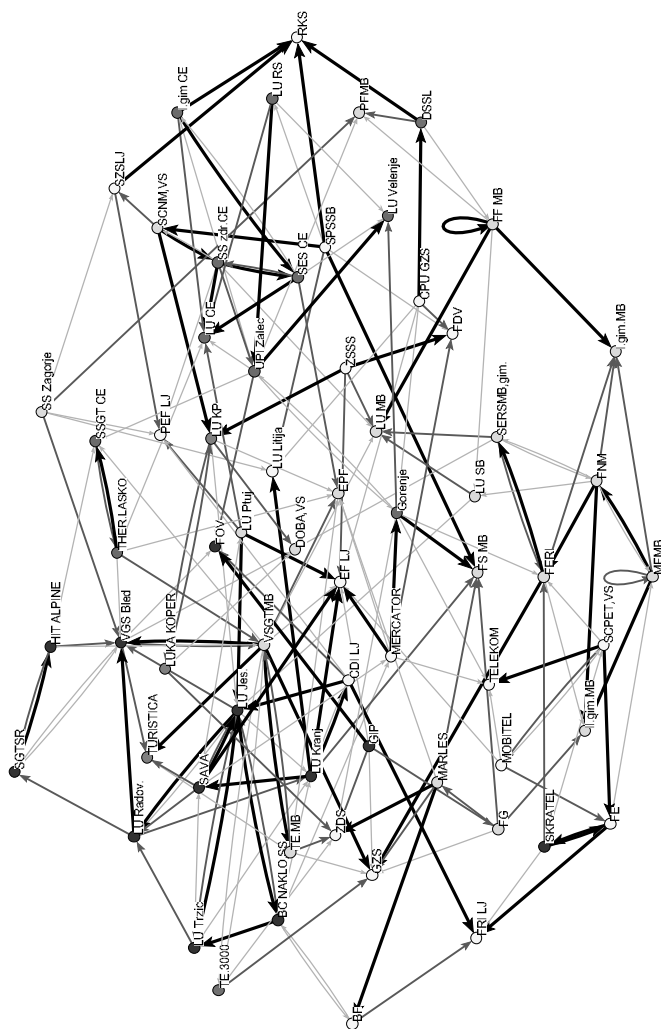 RKS
I.gim CE
LU RS
PFMB
DSSL
SZSLJ
SCNM,VS
SS zdr.CE
SES CE
SPSSB
LU Velenje
FF MB
CPU GZS
FDV
LU CE
UPI Zalec
ZSSS
I.gim.MB
SS Zagorje
SSGT CE
PEF LJ
LU KP
LU Litija
LU MB
SERSMB,gim.
EPF
LU SB
FNM
THER.LASKO
FOV
LU Ptuj
DOBA,VS
Gorenje
EF LJ
FS MB
FERI
MFMB
HIT ALPINE
VGS Bled
LUKA KOPER
VSGTMB
MERCATOR
SCPET,VS
CDI LJ
TELEKOM
LU Jes.
TURISTICA
I.gim.MB
SGTSR
SAVA
LU Kranj
GIP
MARLES
MOBITEL
LU Radov.
TE.MB
ZDS
FG
FE
SKRATEL
GZS
BC NAKLO SS
LU Trzic
FRI LJ
TE.3000
BF.